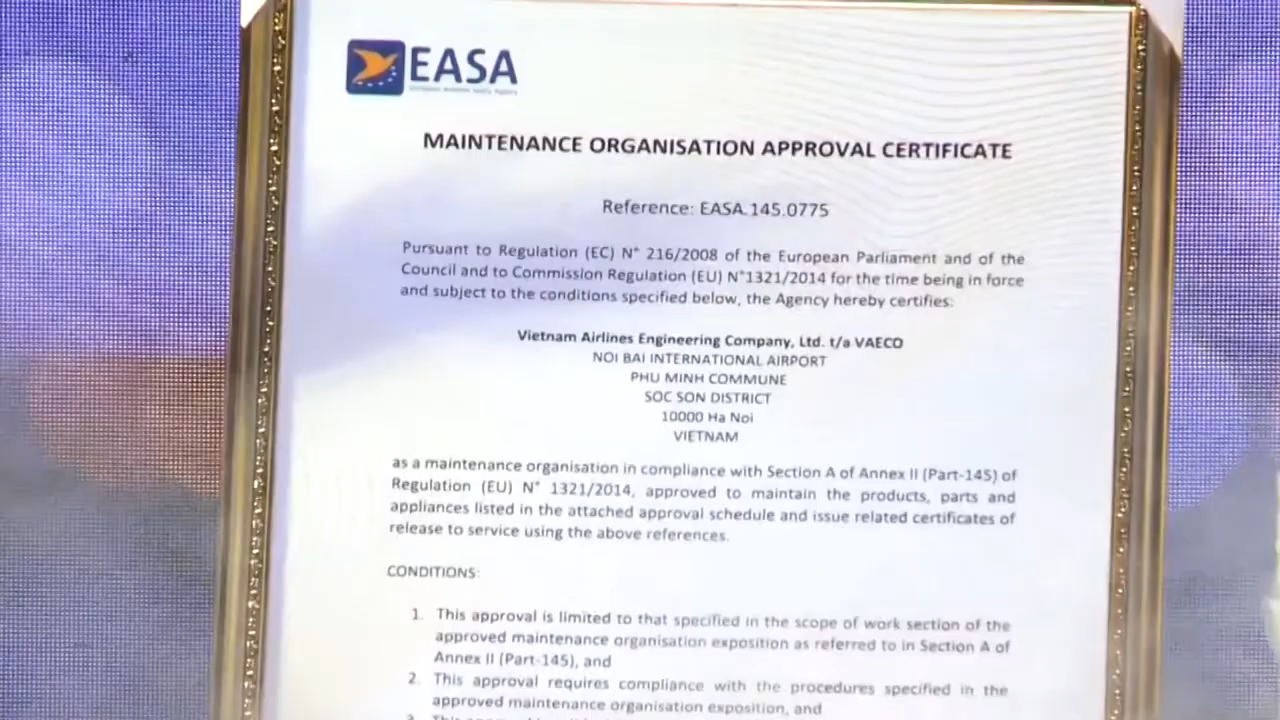 EASA
MAINTENANCE ORGANISATION APPROVAL CERTIFICATE
Reference: EASA.145.0775
Pursuant to Regulation (EC) N° 216/2008 of the European Parliament and of the
Council and to Commission Regulation (EU) N°1321/2014 for the time being in force
and subject to the conditions specified below, the Agency hereby certifies:
Vietnam Airlines Engineering Company, Ltd. t/a VAECO
NOI BAI INTERNATIONAL AIRPORT
PHU MINH COMMUNE
SOC SON DISTRICT
10000 Ha Noi
VIETNAM
as a maintenance organisation in compliance with Section A of Annex II (Part-145) of
Regulation (EU) N° 1321/2014, approved to maintain the products, parts and
appliances listed in the attached approval schedule and issue related certificates of
release to service using the above references.
CONDITIONS:
1. This approval is limited to that specified in the scope of work section of the
approved maintenance organisation exposition as referred to in Section A of
Annex II (Part-145), and
2. This approval requires compliance with the procedures specified in the
approved maintenance organisation exposition, and